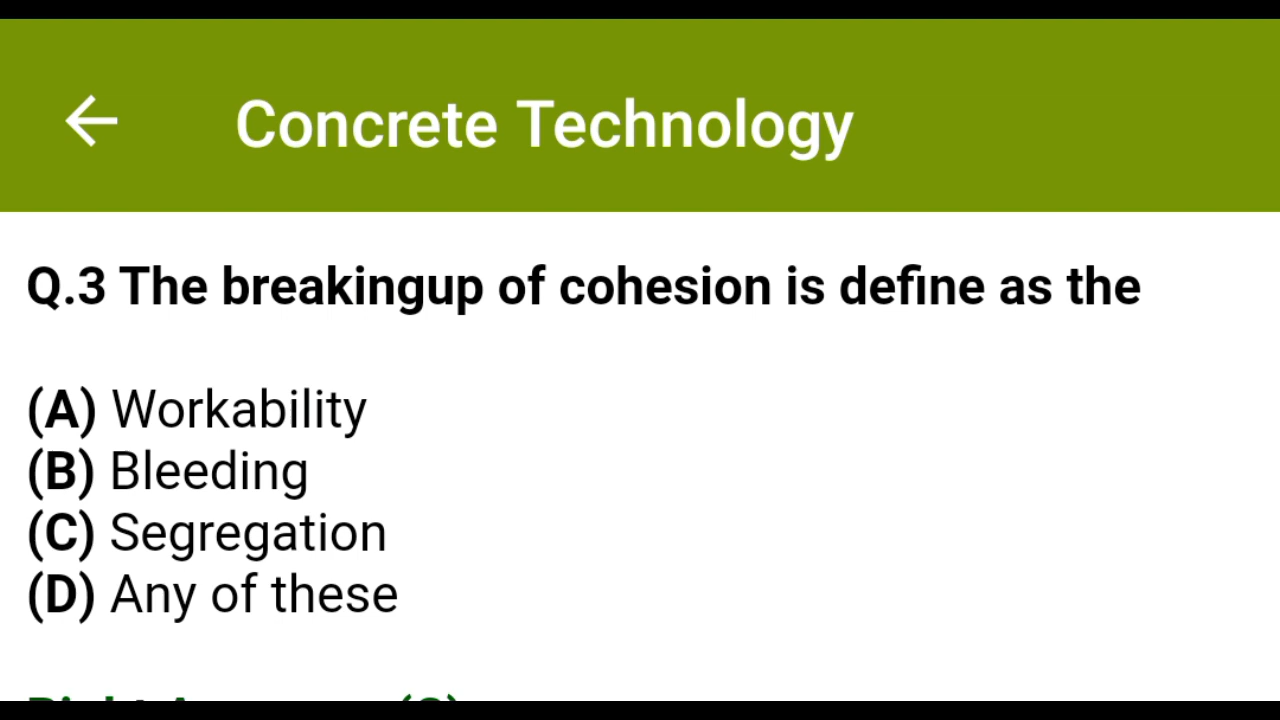 Concrete Technology
Q.3 The breakingup of cohesion is define as the
(A) Workability
(B) Bleeding
(C) Segregation
(D) Any of these